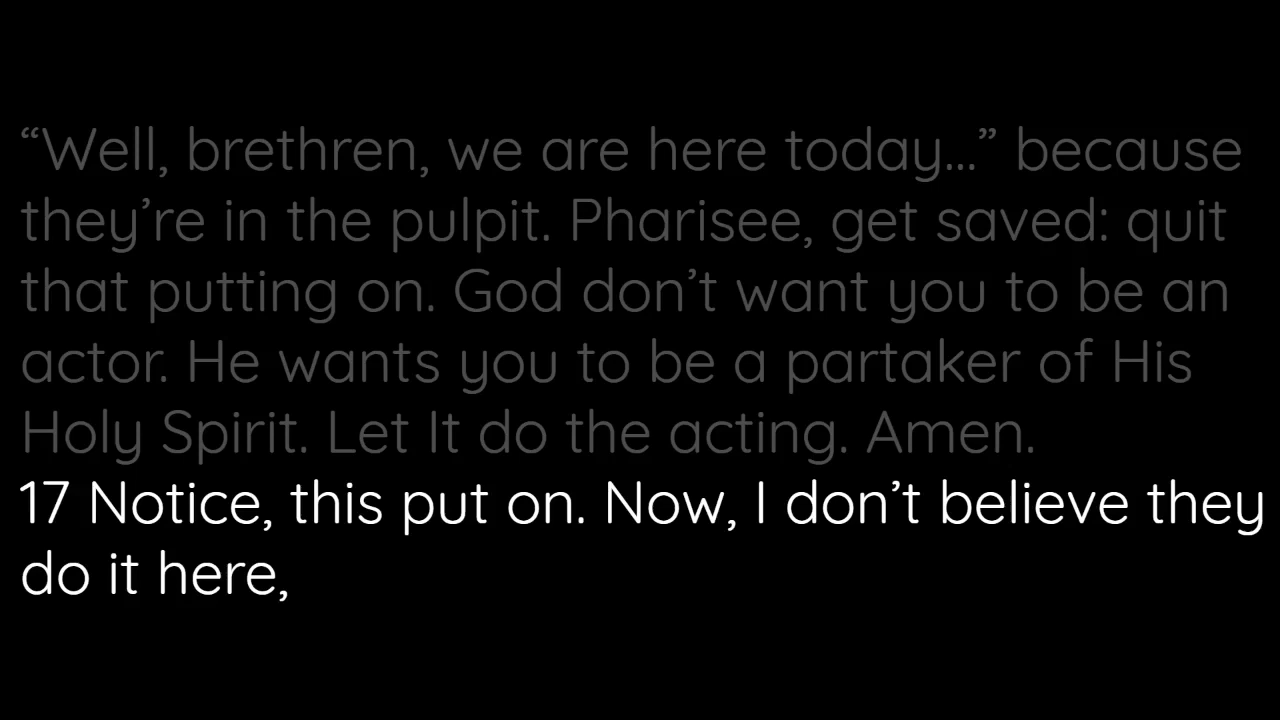 “Well, brethren, we are here today...” because
they’re in the pulpit. Pharisee, get saved: quit
that putting on. God don’t want you to be an
actor. He wants you to be a partaker of His
Holy Spirit. Let It do the acting. Amen.
17 Notice, this put on. Now, I don’t believe they
do it here,